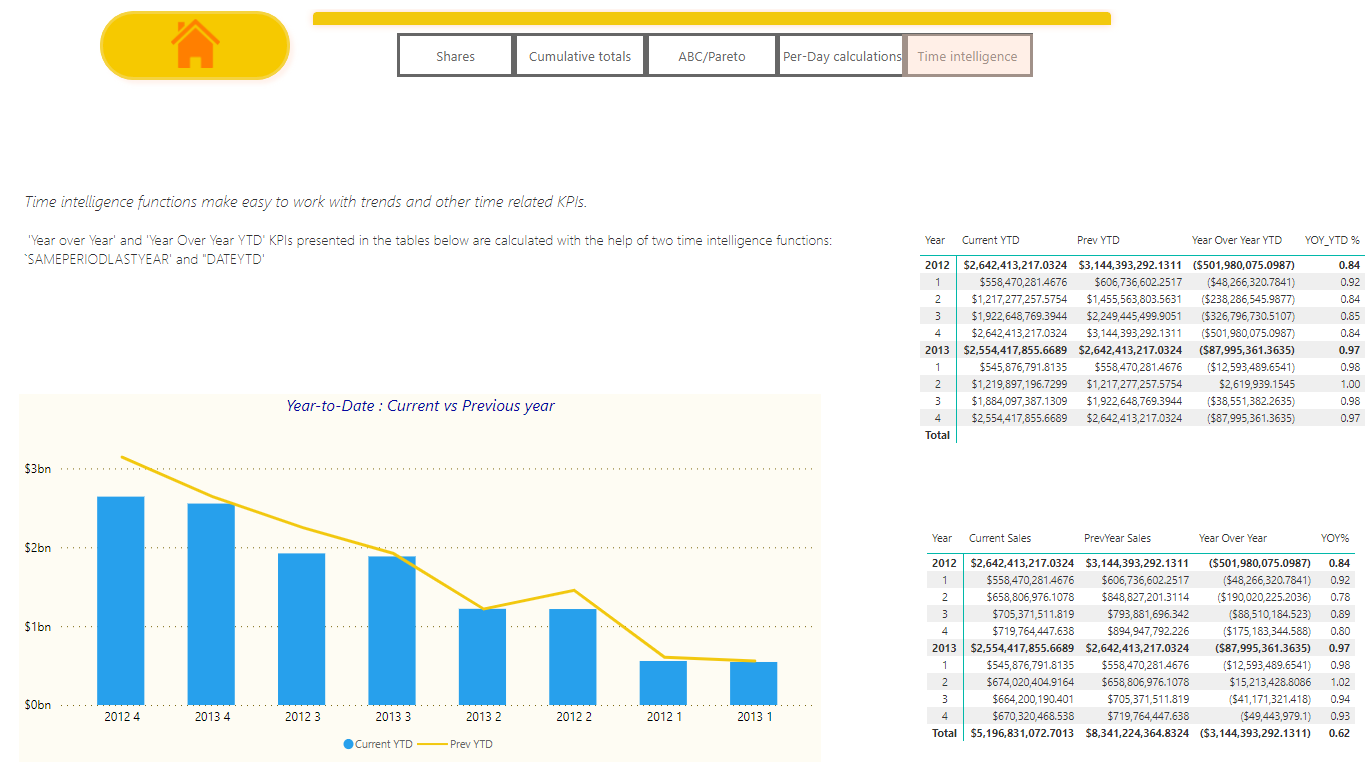 Shares Cumulative totals ABC/Pareto Per-Day calculations Time intelligence
Time intelligence functions make easy to work with trends and other time related KPIs.
'Year over Year' and 'Year Over Year YTD' KPIs presented in the tables below are calculated with the help of two time intelligence functions:
`SAMEPERIODLASTYEAR' and "DATEYTD'
Year Current YTD Prev YTD Year Over Year YTD YOY_YTD %
2012 $2,642,413,217.0324 $3,144,393,292.1311 ($501,980,075.0987) 0.84
1 $558,470,281.4676 $606,736,602.2517 ($48,266,320.7841) 0.92
2 $1,217,277,257.5754 $1,455,563,803.5631 ($238,286,545.9877) 0.84
3 $1,922,648,769.3944 $2,249,445,499.9051 ($326,796,730.5107) 0.85
4 $2,642,413,217.0324 $3,144,393,292.1311 ($501,980,075.0987) 0.84
2013 $2,554,417,855.6689 $2,642,413,217.0324 ($87,995,361.3635) 0.97
1 $545,876,791.8135 $558,470,281.4676 ($12,593,489.6541) 0.98
2 $1,219,897,196.7299 $1,217,277,257.5754 $2,619,939.1545 1.00
3 $1,884,097,387.1309 $1,922,648,769.3944 ($38,551,382.2635) 0.98
4 $2,554,417,855.6689 $2,642,413,217.0324 ($87,995,361.3635) 0.97
Total
Year-to-Date : Current vs Previous year
$3bn
$2bn
$1bn
$0bn
2012 4 2013 4 2012 3 2013 3 2013 2 2012 2 2012 1 2013 1
Current YTD Prev YTD
Year Current Sales PrevYear Sales Year Over Year YOY%
2012 $2,642,413,217.0324 $3,144,393,292.1311 ($501,980,075.0987) 0.84
1 $558,470,281.4676 $606,736,602.2517 ($48,266,320.7841) 0.92
2 $658,806,976.1078 $848,827,201.3114 ($190,020,225.2036) 0.78
3 $705,371,511.819 $793,881,696.342 ($88,510,184.523) 0.89
4 $719,764,447.638 $894,947,792.226 ($175,183,344.588) 0.80
2013 $2,554,417,855.6689 $2,642,413,217.0324 ($87,995,361.3635) 0.97
1 $545,876,791.8135 $558,470,281.4676 ($12,593,489.6541) 0.98
2 $674,020,404.9164 $658,806,976.1078 $15,213,428.8086 1.02
3 $664,200,190.401 $705,371,511.819 ($41,171,321.418) 0.94
4 $670,320,468.538 $719,764,447.638 ($49,443,979.1) 0.93
Total $5,196,831,072.7013 $8,341,224,364.8324 ($3,144,393,292.1311) 0.62